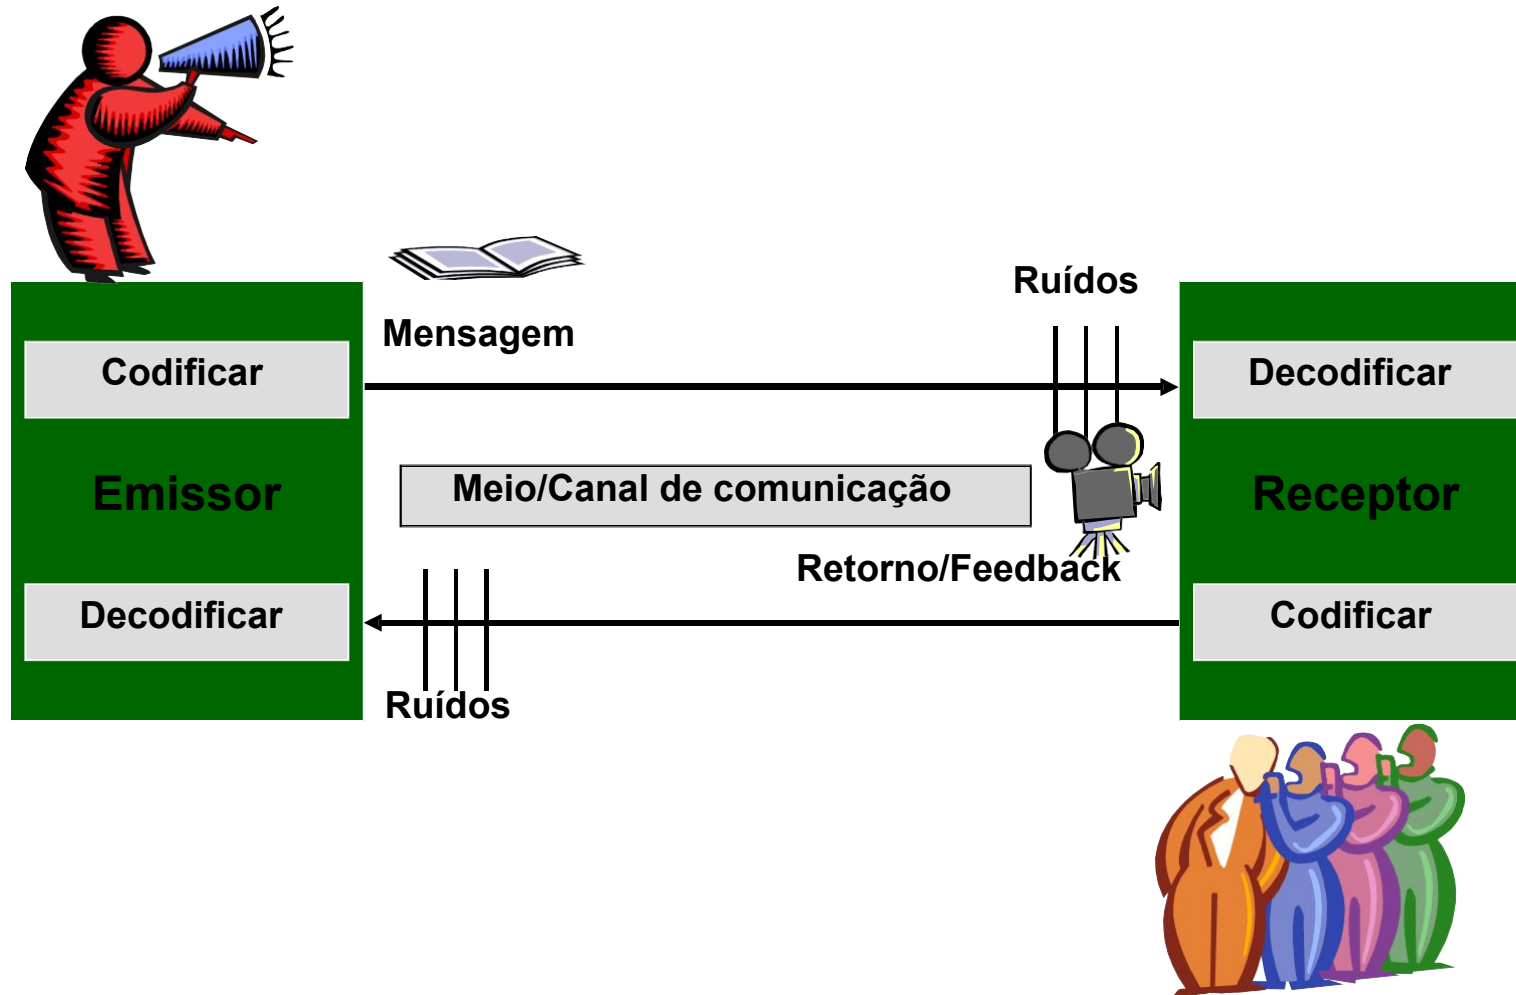 Ruídos
Mensagem
Codificar
Decodificar
Emissor
Meio/Canal de comunicação
Receptor
Retorno/Feedback
Decodificar
Codificar
Ruídos